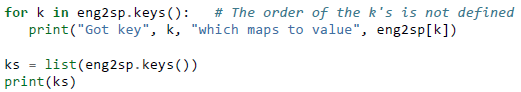 for k in eng2sp.keys():   # The order of the k's is not defined
   print("Got key", k, "which maps to value", eng2sp[k])

ks = list(eng2sp.keys())
print(ks)